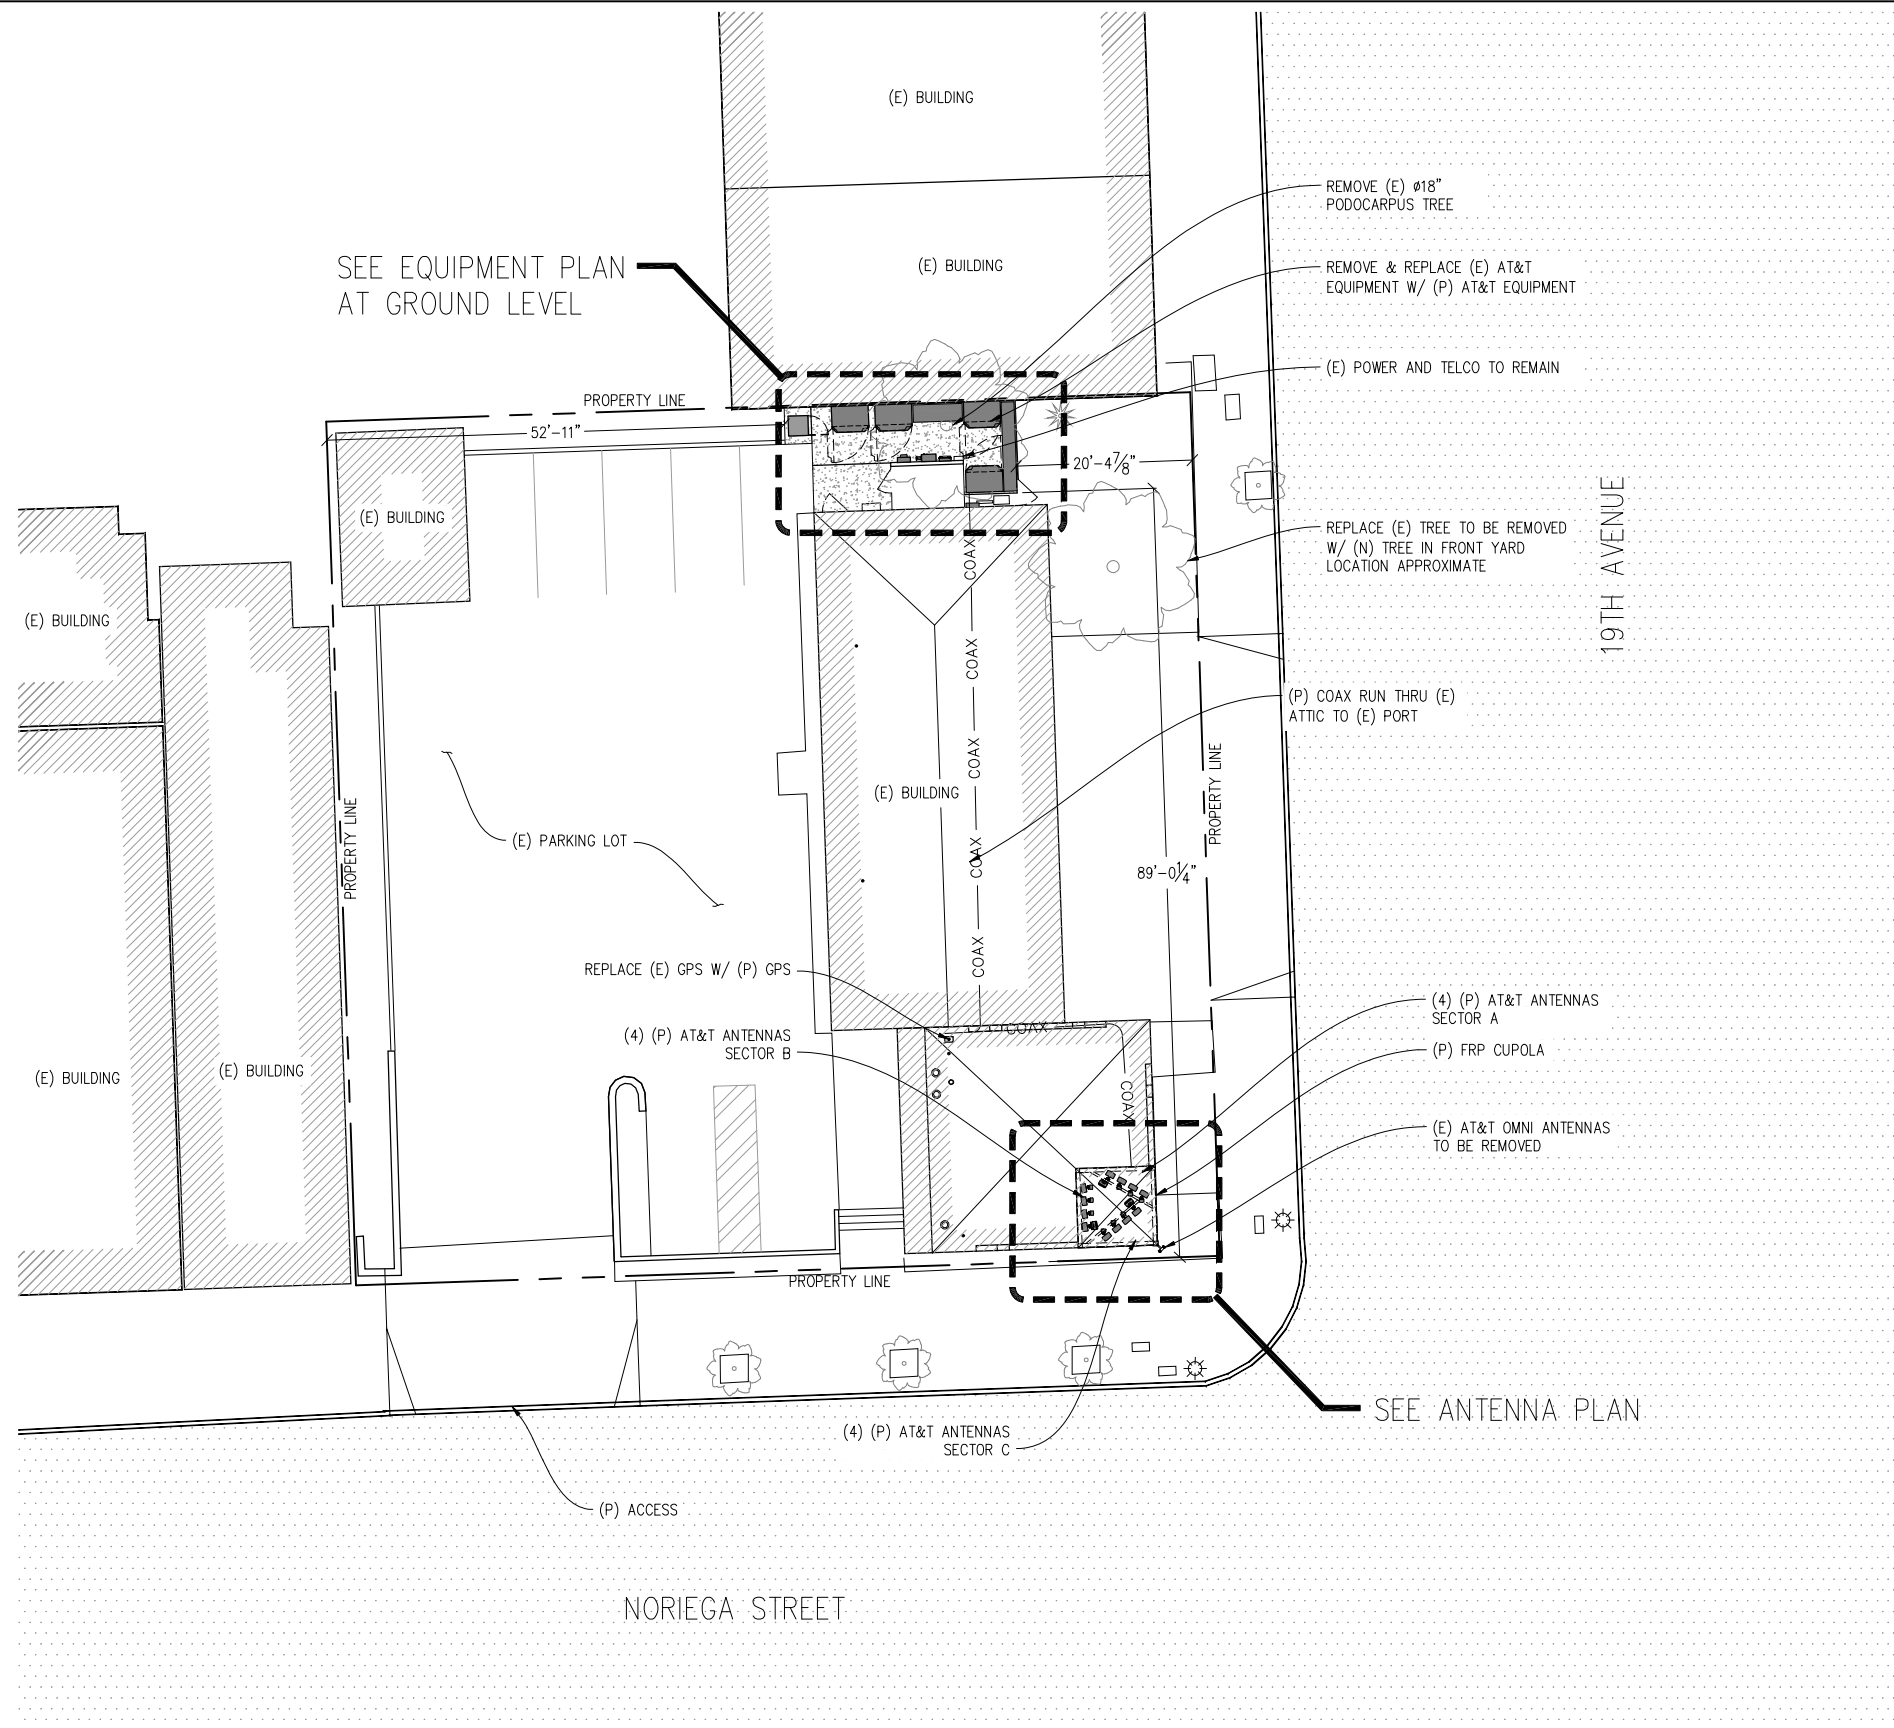 (E) BUILDING
REMOVE (E) ø18"
PODOCARPUS TREE
SEE EQUIPMENT PLAN
AT GROUND LEVEL
(E) BUILDING
REMOVE & REPLACE (E) AT&T
EQUIPMENT W/ (P) AT&T EQUIPMENT
(E) POWER AND TELCO TO REMAIN
PROPERTY LINE
52'-11"
20'-4⅞"
(E) BUILDING
19TH AVENUE
REPLACE (E) TREE TO BE REMOVED
W/ (N) TREE IN FRONT YARD
LOCATION APPROXIMATE
COAX
(E) BUILDING
COAX
(P) COAX RUN THRU (E)
ATTIC TO (E) PORT
COAX
PROPERTY LINE
(E) BUILDING
PROPERTY LINE
(E) PARKING LOT
COAX
89'-0¼"
COAX
REPLACE (E) GPS W/ (P) GPS
(4) (P) AT&T ANTENNAS
SECTOR A
COAX
(4) (P) AT&T ANTENNAS
SECTOR B
(P) FRP CUPOLA
(E) BUILDING
(E) BUILDING
COAX
(E) AT&T OMNI ANTENNAS
TO BE REMOVED
PROPERTY LINE
SEE ANTENNA PLAN
(4) (P) AT&T ANTENNAS
SECTOR C
(P) ACCESS
NORIEGA STREET